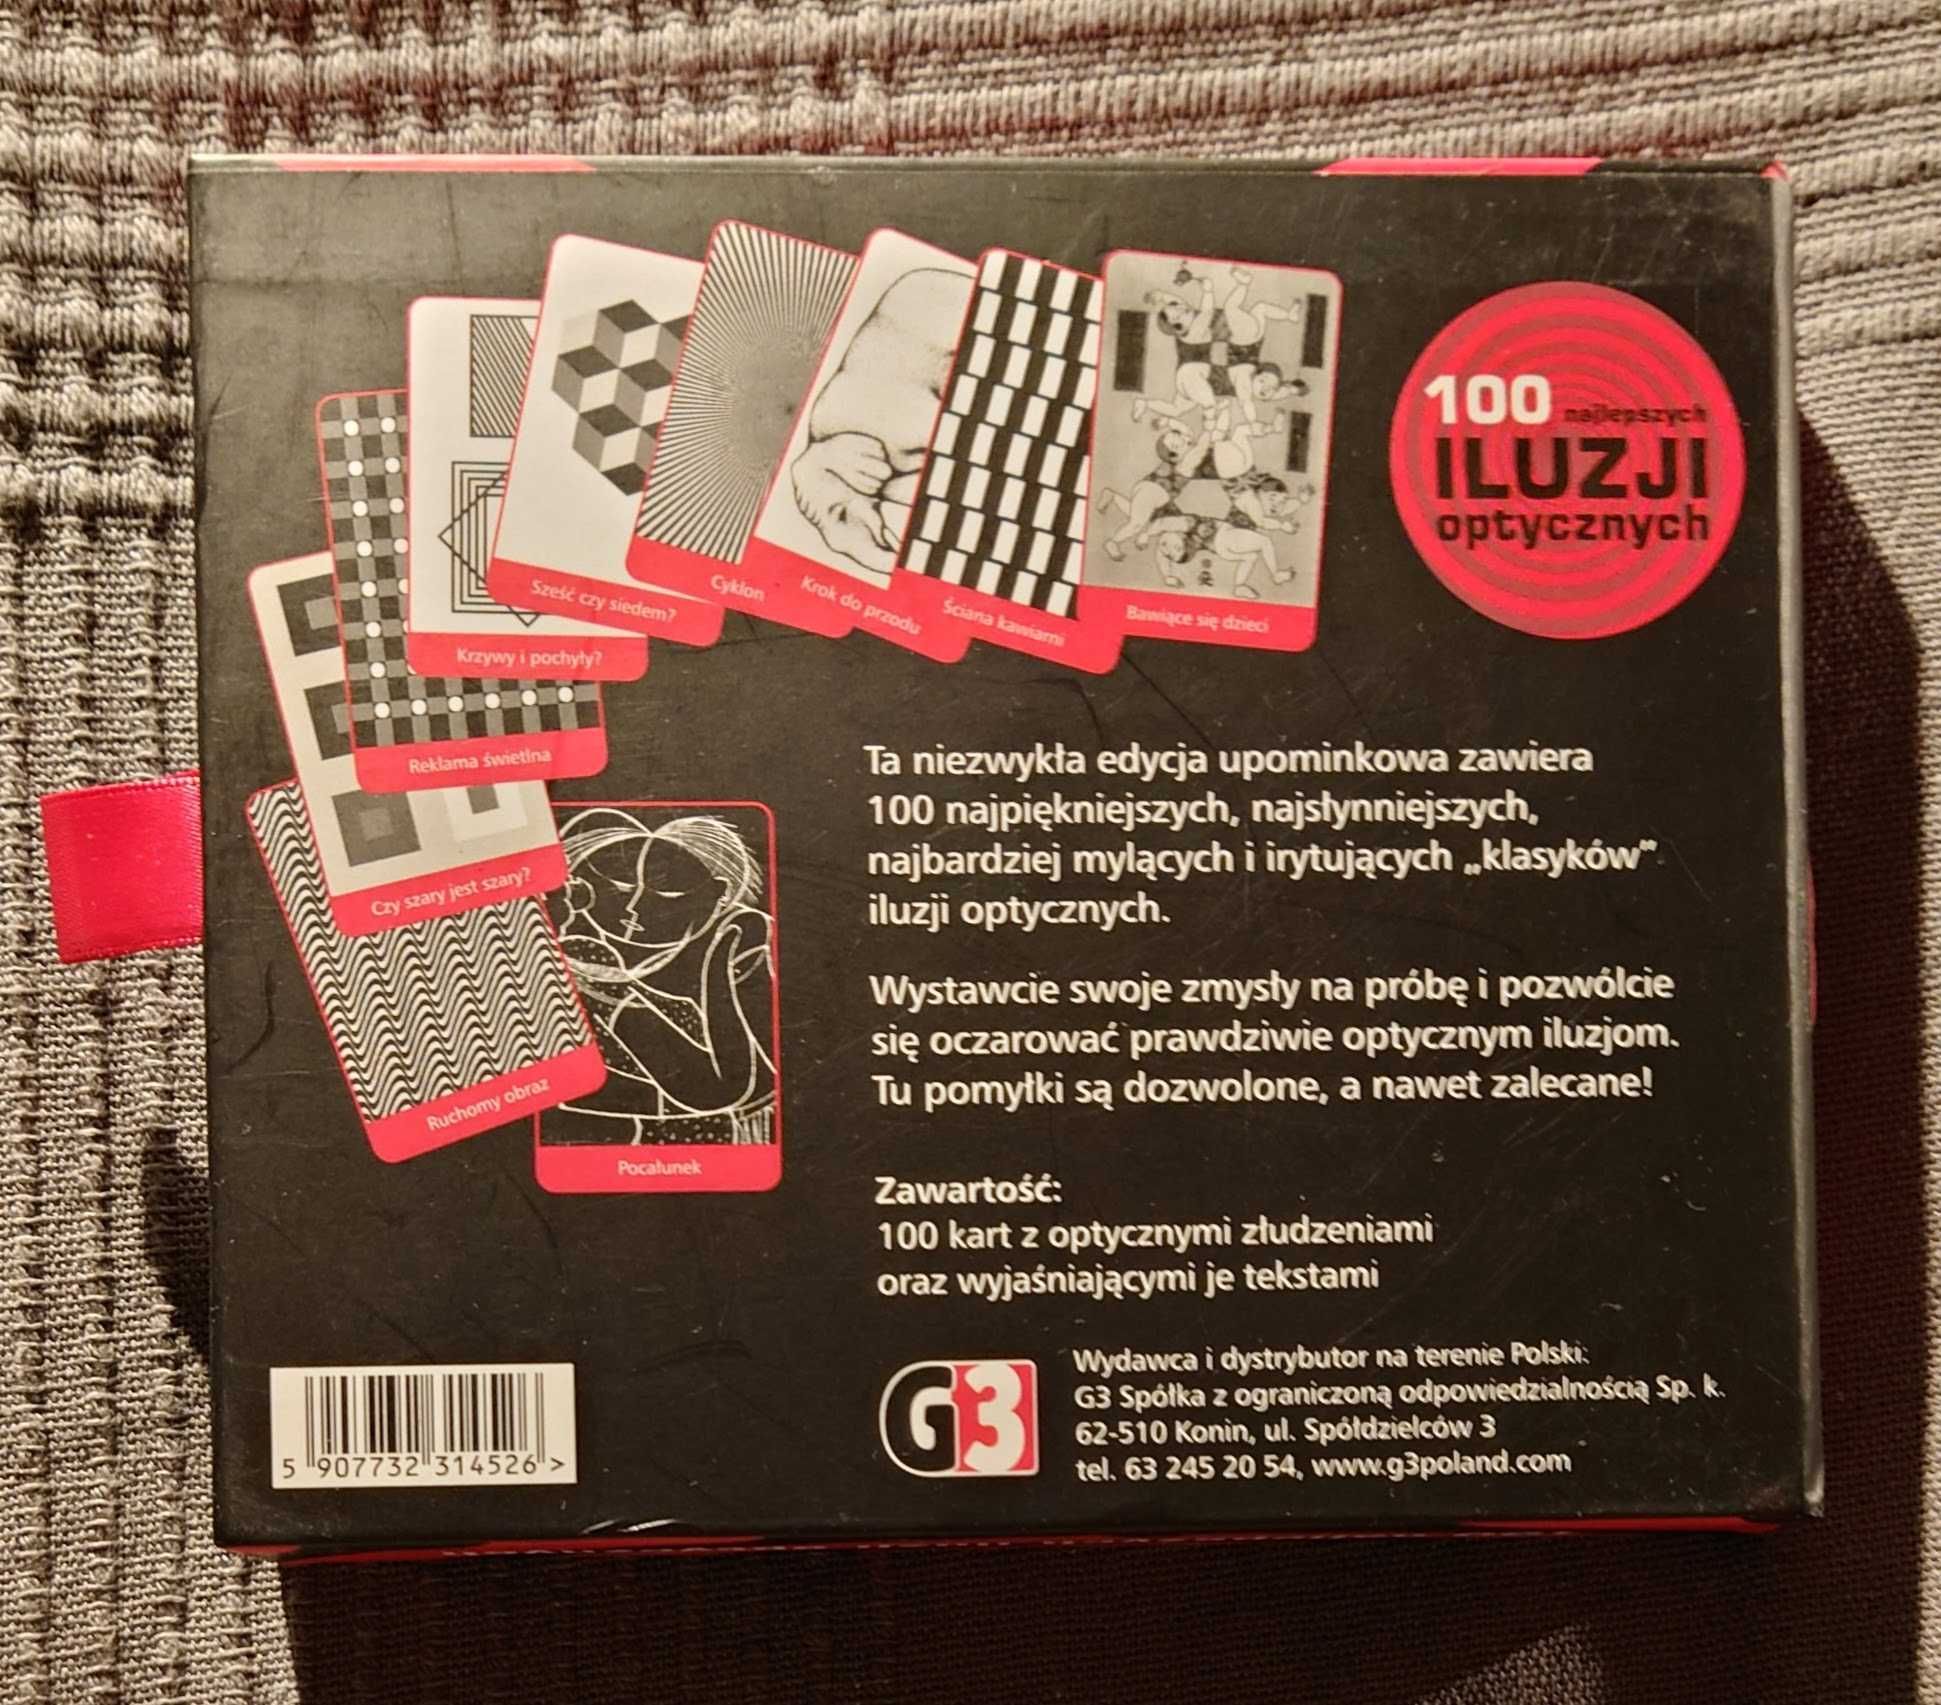 100 najlepszych
ILUZJI
optycznych
Bawiące się dzieci
Ściana kawiarni
Krok do przodu
Cyklon
Sześć czy siedem?
Krzywy i pochyły?
Reklama świetlna
Czy szary jest szary?
Ruchomy obraz
Pocałunek
Ta niezwykła edycja upominkowa zawiera
100 najpiękniejszych, najsłynniejszych,
najbardziej mylących i irytujących „klasyków”
iluzji optycznych.
Wystawcie swoje zmysły na próbę i pozwólcie
się oczarować prawdziwie optycznym iluzjom.
Tu pomyłki są dozwolone, a nawet zalecane!
Zawartość:
100 kart z optycznymi złudzeniami
oraz wyjaśniającymi je tekstami
G3
Wydawca i dystrybutor na terenie Polski:
G3 Spółka z ograniczoną odpowiedzialnością Sp. k.
62-510 Konin, ul. Spółdzielców 3
tel. 63 245 20 54, www.g3poland.com
5 907732 314526 >